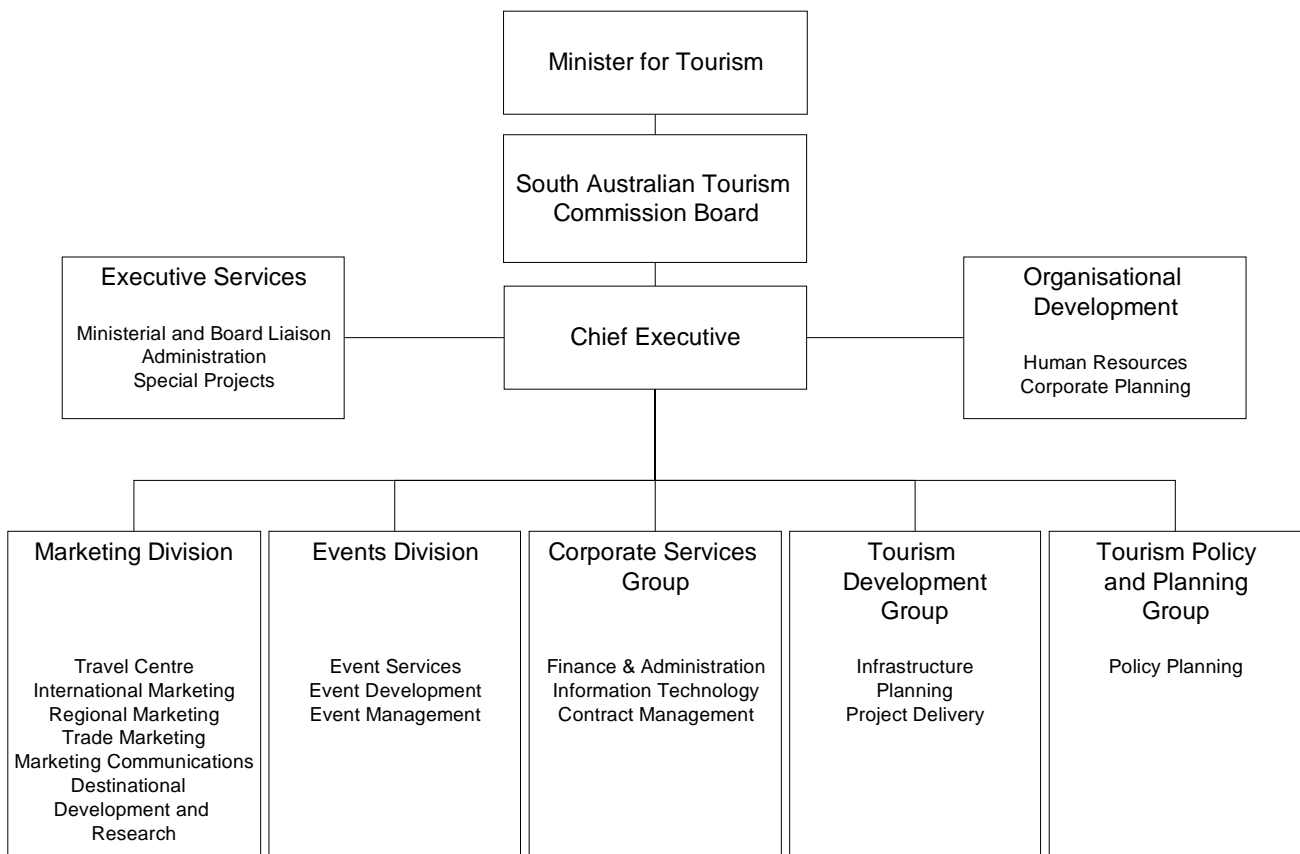 Minister for Tourism
South Australian Tourism
Commission Board
Executive Services
Ministerial and Board Liaison
Administration
Special Projects
Chief Executive
Organisational
Development
Human Resources
Corporate Planning
Marketing Division
Travel Centre
International Marketing
Regional Marketing
Trade Marketing
Marketing Communications
Destinational
Development and
Research
Events Division
Event Services
Event Development
Event Management
Corporate Services
Group
Finance & Administration
Information Technology
Contract Management
Tourism
Development
Group
Infrastructure
Planning
Project Delivery
Tourism Policy
and Planning
Group
Policy Planning